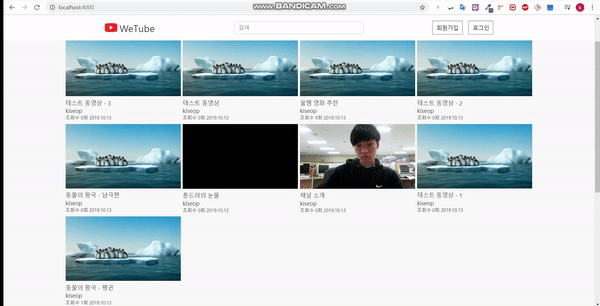 localhost:4000
www.BANDICAM.com
WeTube
검색
회원가입
로그인
테스트 동영상 - 3
kiseop
조회수 0회 2019.10.13
테스트 동영상
kiseop
조회수 0회 2019.10.13
꿀잼 영화 추천
kiseop
조회수 0회 2019.10.13
테스트 동영상 - 2
kiseop
조회수 0회 2019.10.13
동물의 왕국 - 남극편
kiseop
조회수 0회 2019.10.13
툰드라의 눈물
kiseop
조회수 0회 2019.10.13
채널 소개
kiseop
조회수 0회 2019.10.13
테스트 동영상 - 1
kiseop
조회수 0회 2019.10.13
동물의 왕국 - 펭귄
kiseop
조회수 1회 2019.10.13